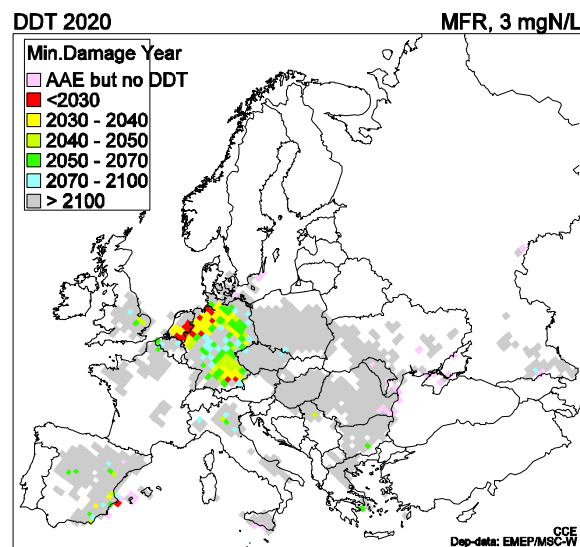 DDT 2020 MFR, 3 mgN/L
Min.Damage Year
AAE but no DDT
<2030
2030 - 2040
2040 - 2050
2050 - 2070
2070 - 2100
> 2100
CCE
Dep-data: EMEP/MSC-W